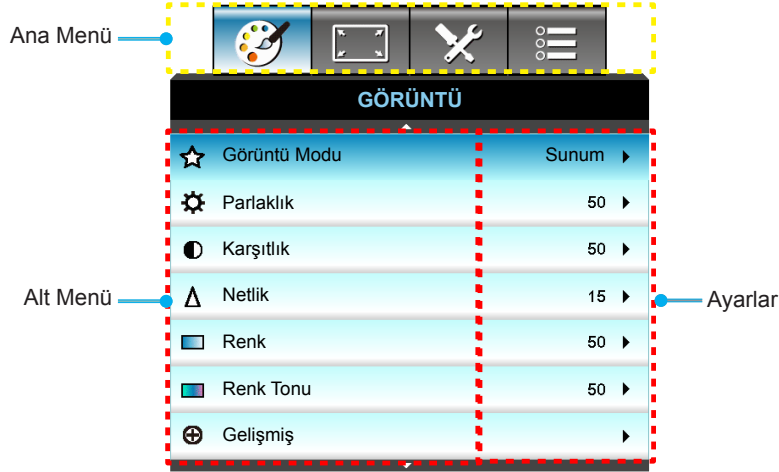 Ana Menü
GÖRÜNTÜ
Görüntü Modu Sunum
Parlaklık 50
Karşıtlık 50
Alt Menü
Netlik 15
Ayarlar
Renk 50
Renk Tonu 50
Gelişmiş